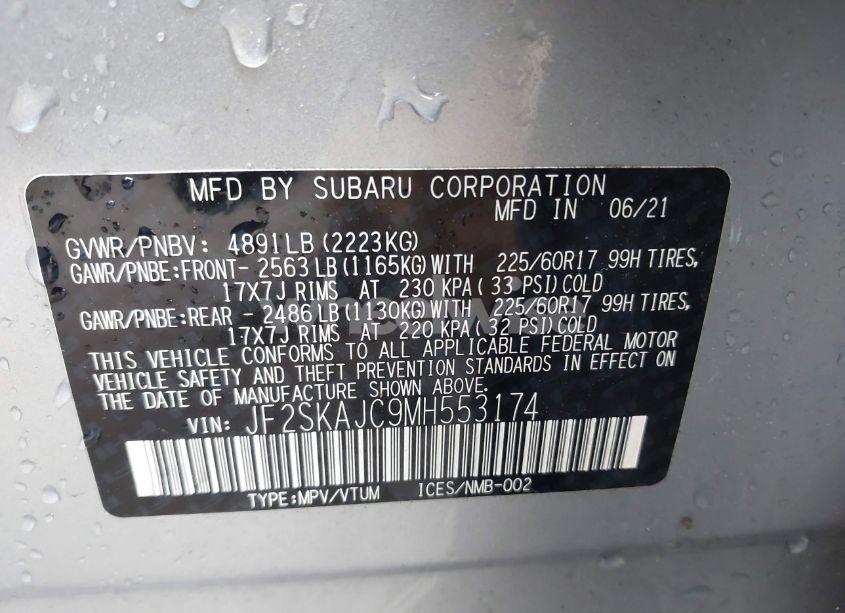 MFD BY SUBARU CORPORATION
MFD IN 06/21
GVWR/PNBV: 4891LB (2223KG)
GAWR/PNBE:FRONT- 2563 LB (1165KG) WITH 225/60R17 99H TIRES,
17X7J RIMS AT 230 KPA ( 33 PSI) COLD
GAWR/PNBE:REAR - 2486 LB (1130KG) WITH 225/60R17 99H TIRES,
17X7J RIMS AT 220 KPA ( 32 PSI) COLD
THIS VEHICLE CONFORMS TO ALL APPLICABLE FEDERAL MOTOR
VEHICLE SAFETY AND THEFT PREVENTION STANDARDS IN EFFECT ON
THE DATE OF MANUFACTURE SHOWN ABOVE.
VIN: JF2SKAJC9MH553174
TYPE:MPV/VTUM ICES/NMB-002